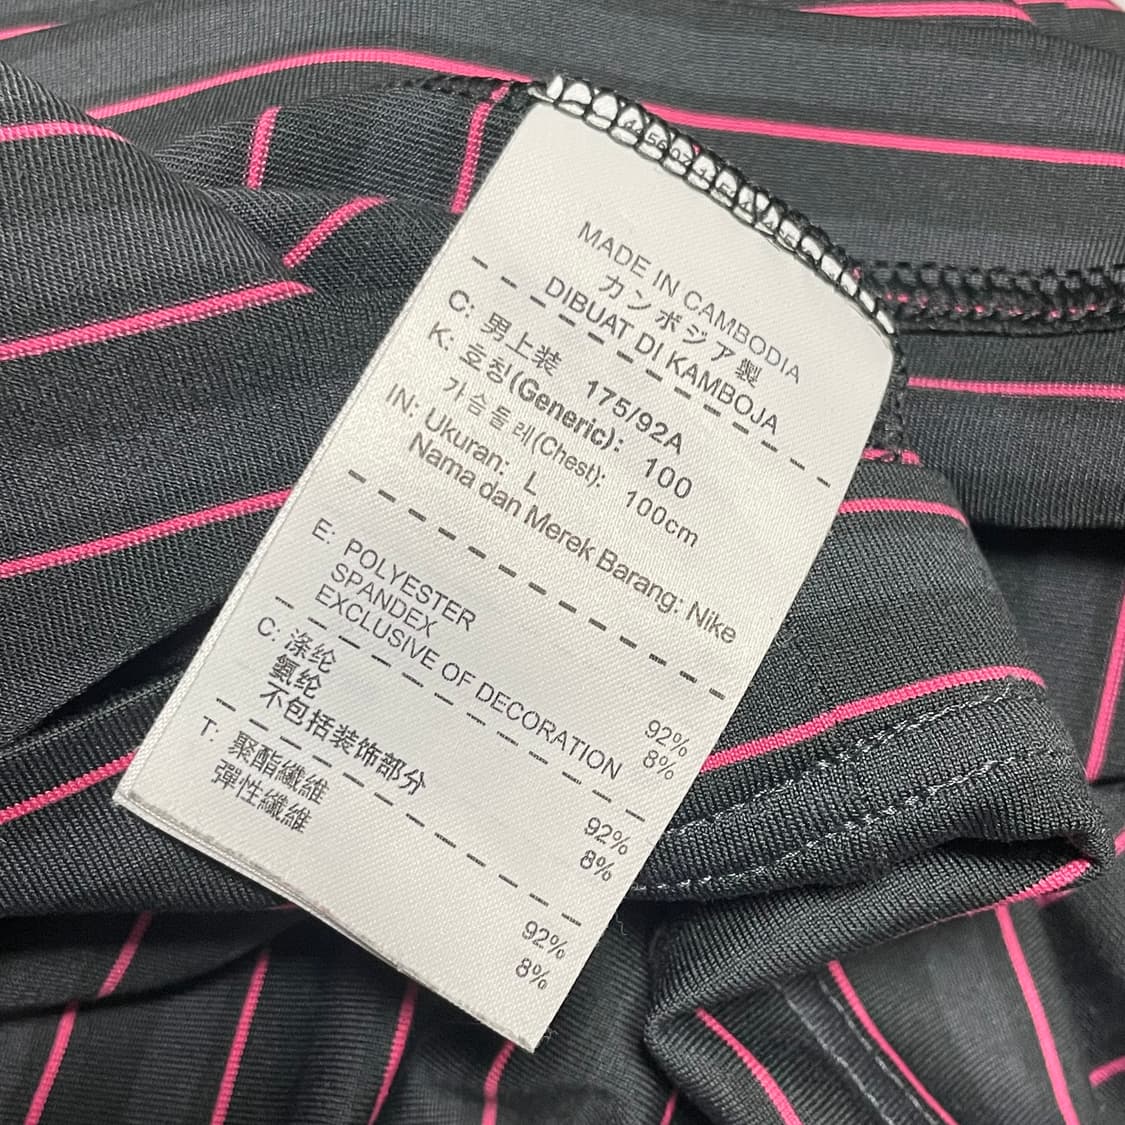 MADE IN CAMBODIA
カンボジア製
DIBUAT DI KAMBOJA
C: 男上装 175/92A
K: 호칭(Generic): 100
가슴둘레(Chest): 100cm
IN: Ukuran: L
Nama dan Merek Barang: Nike
E: POLYESTER 92%
SPANDEX 8%
EXCLUSIVE OF DECORATION
C: 涤纶 92%
氨纶 8%
不包括装饰部分
T: 聚酯纖維 92%
彈性纖維 8%